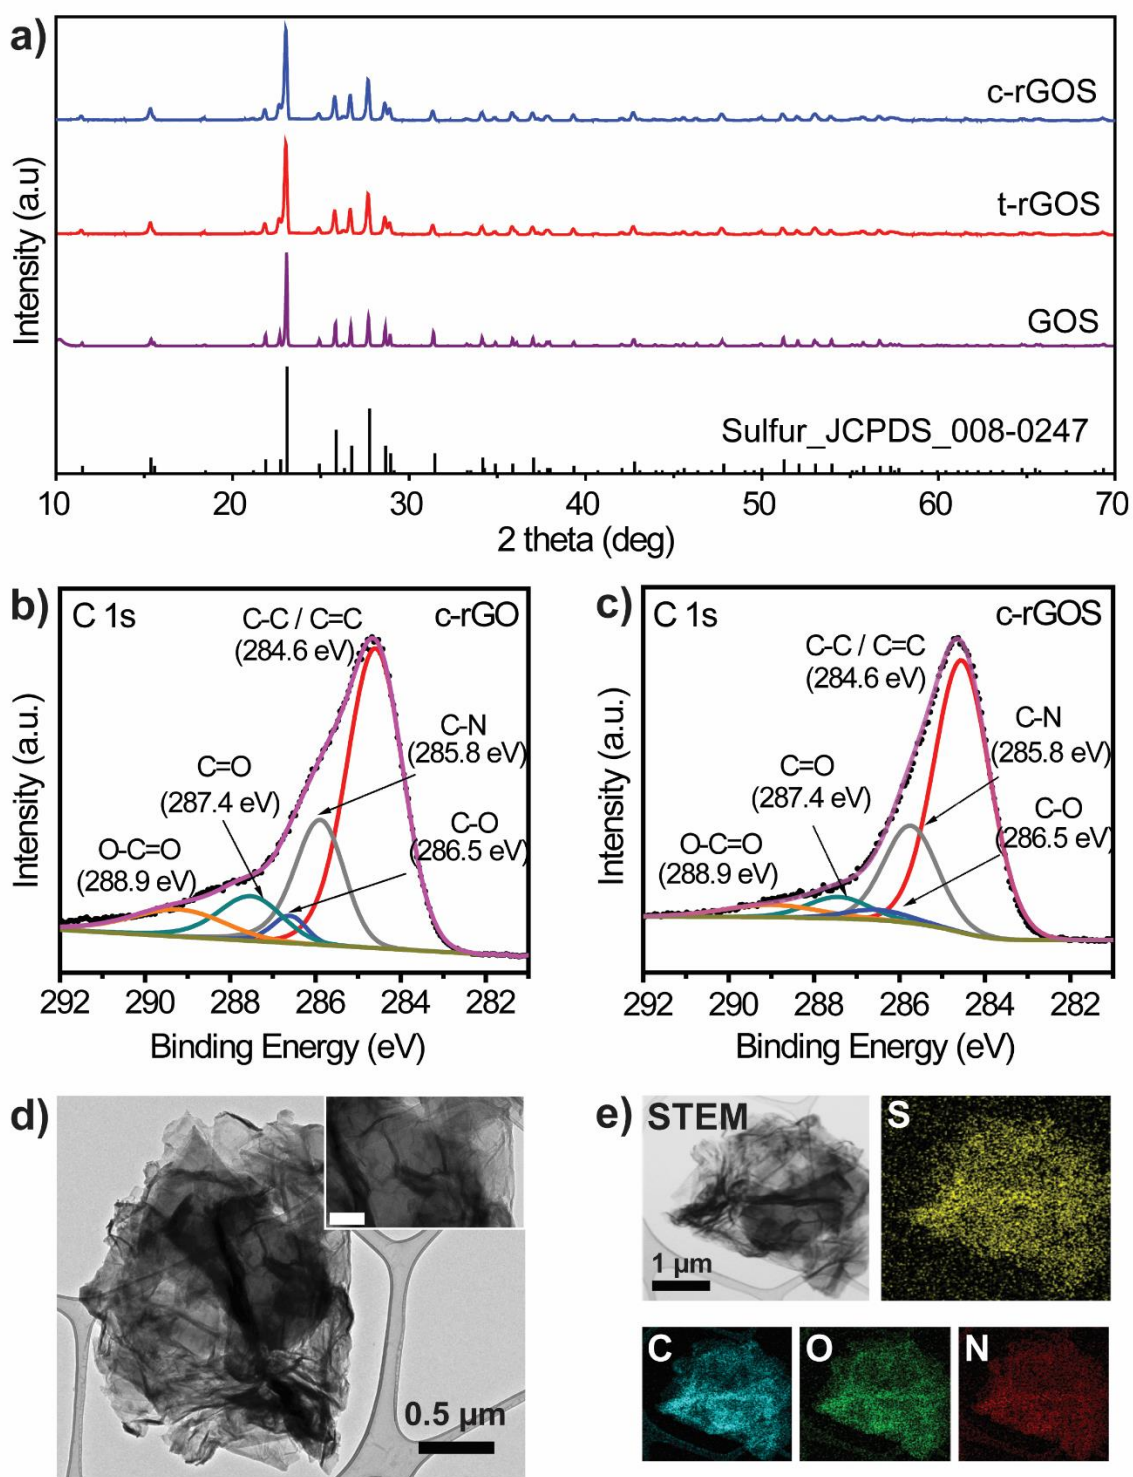 a)
c-rGOS
t-rGOS
GOS
Sulfur_JCPDS_008-0247
Intensity (a.u)
10 20 30 40 50 60 70
2 theta (deg)
b)
C 1s
c-rGO
C-C / C=C
(284.6 eV)
C-N
(285.8 eV)
C=O
(287.4 eV)
C-O
(286.5 eV)
O-C=O
(288.9 eV)
Intensity (a.u.)
292 290 288 286 284 282
Binding Energy (eV)
c)
C 1s
c-rGOS
C-C / C=C
(284.6 eV)
C-N
(285.8 eV)
C=O
(287.4 eV)
C-O
(286.5 eV)
O-C=O
(288.9 eV)
Intensity (a.u.)
292 290 288 286 284 282
Binding Energy (eV)
d)
0.5 µm
e)
STEM
1 µm
S
C
O
N